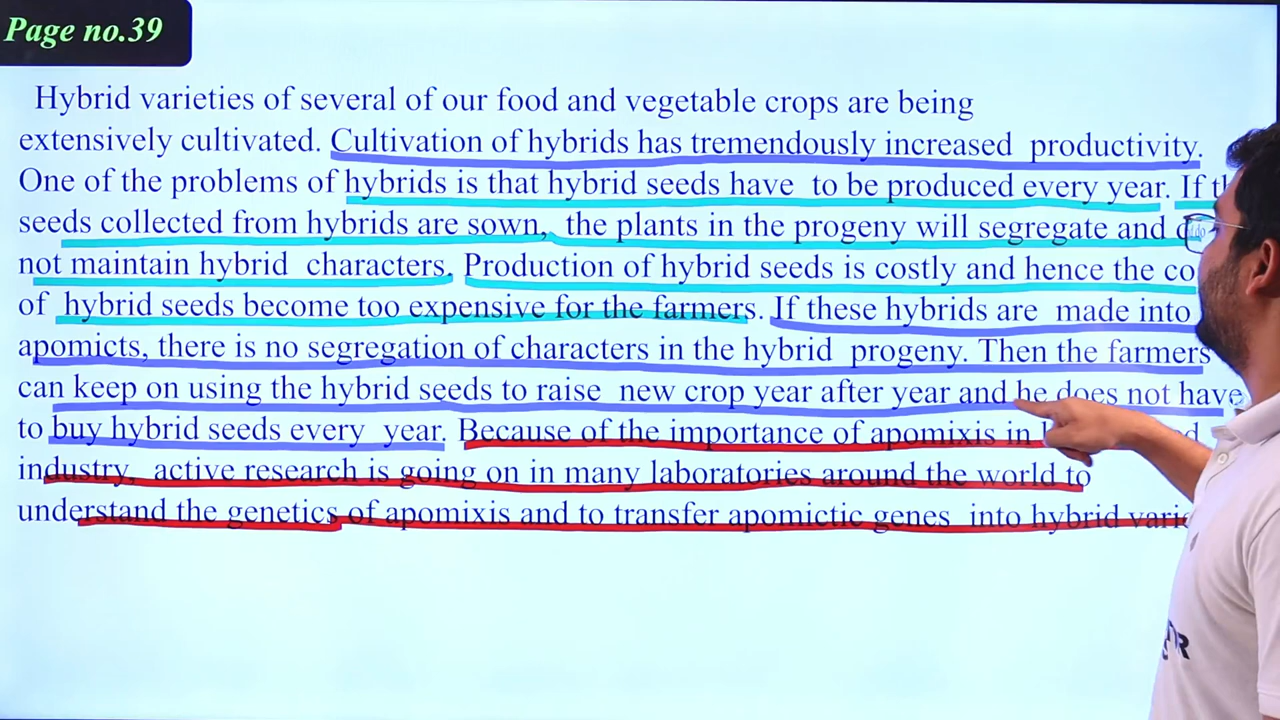 Page no.39
Hybrid varieties of several of our food and vegetable crops are being
extensively cultivated. Cultivation of hybrids has tremendously increased productivity.
One of the problems of hybrids is that hybrid seeds have to be produced every year. If
seeds collected from hybrids are sown, the plants in the progeny will segregate and
not maintain hybrid characters. Production of hybrid seeds is costly and hence the
of hybrid seeds become too expensive for the farmers. If these hybrids are made into
apomicts, there is no segregation of characters in the hybrid progeny. Then the farmers
can keep on using the hybrid seeds to raise new crop year after year and he does not have
to buy hybrid seeds every year. Because of the importance of apomixis in
industry, active research is going on in many laboratories around the world to
understand the genetics of apomixis and to transfer apomictic genes into hybrid